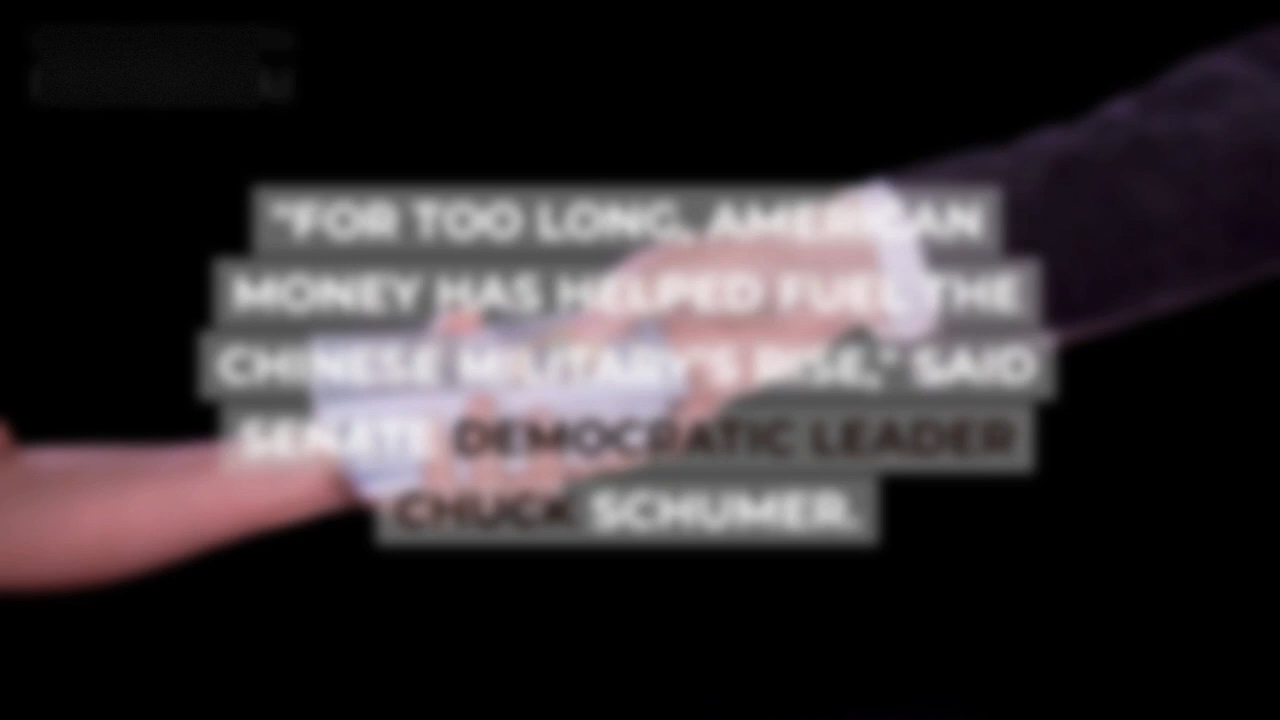 "FOR TOO LONG, AMERICAN
MONEY HAS HELPED FUEL THE
CHINESE MILITARY'S RISE," SAID
SENATE DEMOCRATIC LEADER
CHUCK SCHUMER.